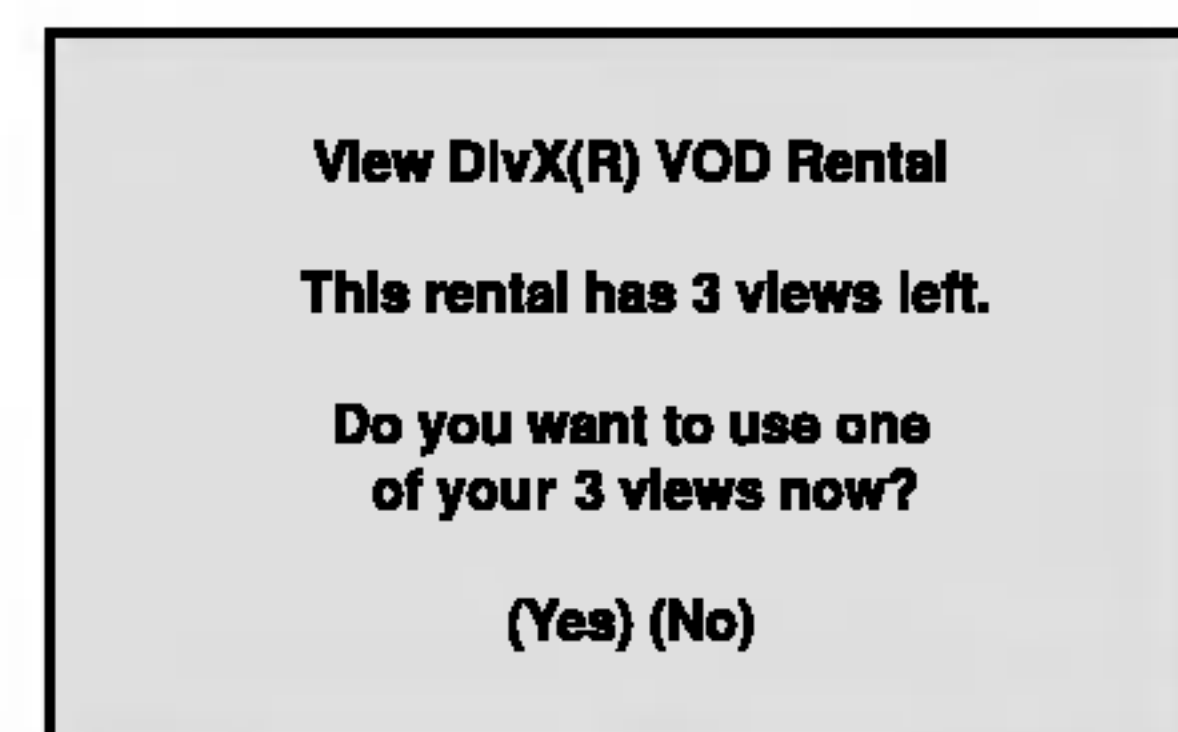 View DivX(R) VOD Rental
This rental has 3 views left.
Do you want to use one
of your 3 views now?
(Yes) (No)